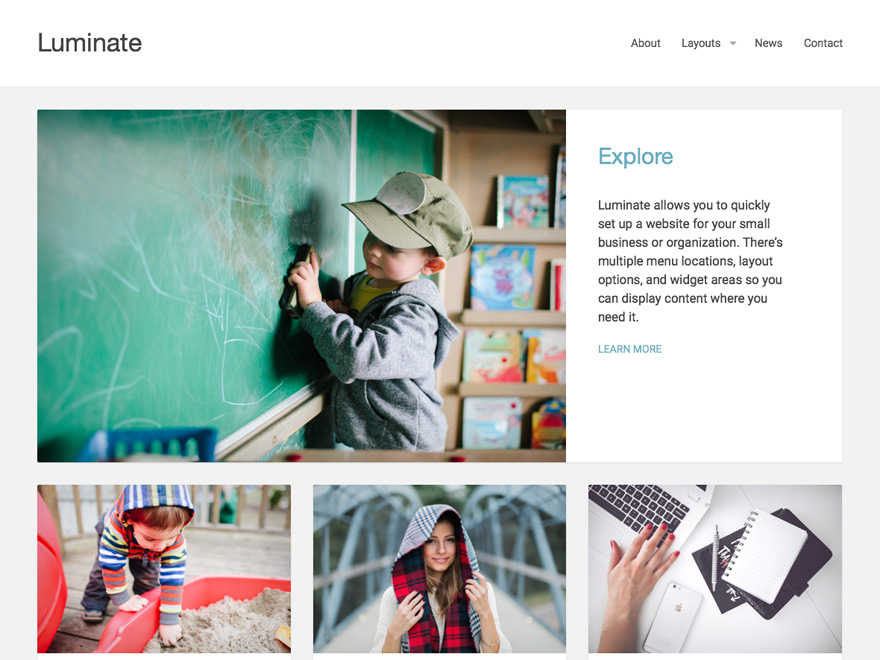 Luminate
About Layouts News Contact
Explore
Luminate allows you to quickly
set up a website for your small
business or organization. There's
multiple menu locations, layout
options, and widget areas so you
can display content where you
need it.
LEARN MORE